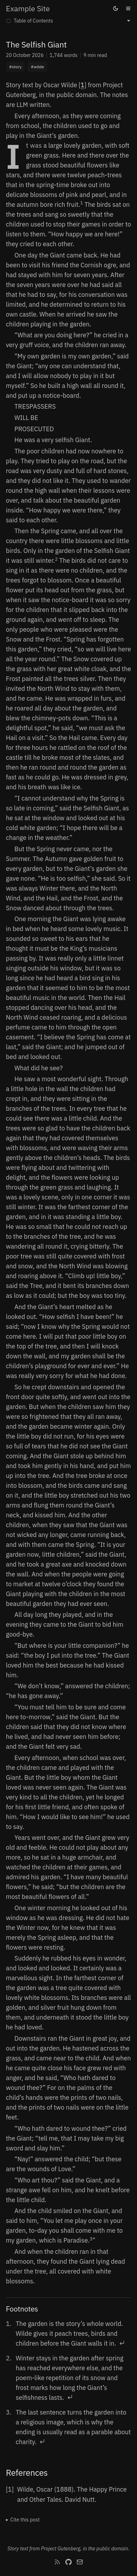 Example Site
Table of Contents
The Selfish Giant
20 October 2026 | 1,744 words | 9 min read
#story #wilde
Story text by Oscar Wilde [1] from Project
Gutenberg, in the public domain. The notes
are LLM written.
Every afternoon, as they were coming
from school, the children used to go and
play in the Giant’s garden.
It was a large lovely garden, with soft
green grass. Here and there over the
grass stood beautiful flowers like
stars, and there were twelve peach-trees
that in the spring-time broke out into
delicate blossoms of pink and pearl, and in
the autumn bore rich fruit.1 The birds sat on
the trees and sang so sweetly that the
children used to stop their games in order
to listen to them. “How happy we are here!”
they cried to each other.
One day the Giant came back. He had
been to visit his friend the Cornish ogre, and
had stayed with him for seven years. After
the seven years were over he had said all
that he had to say, for his conversation was
limited, and he determined to return to his
own castle. When he arrived he saw the
children playing in the garden.
“What are you doing here?” he cried in a
very gruff voice, and the children ran away.
“My own garden is my own garden,” said
the Giant; “any one can understand that,
and I will allow nobody to play in it but
myself.” So he built a high wall all round it,
and put up a notice-board.
TRESPASSERS
WILL BE
PROSECUTED
He was a very selfish Giant.
The poor children had now nowhere to
play. They tried to play on the road, but the
road was very dusty and full of hard stones,
and they did not like it. They used to wander
round the high wall when their lessons were
over, and talk about the beautiful garden
inside. “How happy we were there,” they
said to each other.
Then the Spring came, and all over the
country there were little blossoms and little
birds. Only in the garden of the Selfish Giant
it was still winter.2 The birds did not care to
sing in it as there were no children, and the
trees forgot to blossom. Once a beautiful
flower put its head out from the grass, but
when it saw the notice-board it was so sorry
for the children that it slipped back into the
ground again, and went off to sleep. The
only people who were pleased were the
Snow and the Frost. “Spring has forgotten
this garden,” they cried, “so we will live here
all the year round.” The Snow covered up
the grass with her great white cloak, and the
Frost painted all the trees silver. Then they
invited the North Wind to stay with them,
and he came. He was wrapped in furs, and
he roared all day about the garden, and
blew the chimney-pots down. “This is a
delightful spot,” he said, “we must ask the
Hail on a visit.” So the Hail came. Every day
for three hours he rattled on the roof of the
castle till he broke most of the slates, and
then he ran round and round the garden as
fast as he could go. He was dressed in grey,
and his breath was like ice.
“I cannot understand why the Spring is
so late in coming,” said the Selfish Giant, as
he sat at the window and looked out at his
cold white garden; “I hope there will be a
change in the weather.”
But the Spring never came, nor the
Summer. The Autumn gave golden fruit to
every garden, but to the Giant’s garden she
gave none. “He is too selfish,” she said. So it
was always Winter there, and the North
Wind, and the Hail, and the Frost, and the
Snow danced about through the trees.
One morning the Giant was lying awake
in bed when he heard some lovely music. It
sounded so sweet to his ears that he
thought it must be the King’s musicians
passing by. It was really only a little linnet
singing outside his window, but it was so
long since he had heard a bird sing in his
garden that it seemed to him to be the most
beautiful music in the world. Then the Hail
stopped dancing over his head, and the
North Wind ceased roaring, and a delicious
perfume came to him through the open
casement. “I believe the Spring has come at
last,” said the Giant; and he jumped out of
bed and looked out.
What did he see?
He saw a most wonderful sight. Through
a little hole in the wall the children had
crept in, and they were sitting in the
branches of the trees. In every tree that he
could see there was a little child. And the
trees were so glad to have the children back
again that they had covered themselves
with blossoms, and were waving their arms
gently above the children’s heads. The birds
were flying about and twittering with
delight, and the flowers were looking up
through the green grass and laughing. It
was a lovely scene, only in one corner it was
still winter. It was the farthest corner of the
garden, and in it was standing a little boy.
He was so small that he could not reach up
to the branches of the tree, and he was
wandering all round it, crying bitterly. The
poor tree was still quite covered with frost
and snow, and the North Wind was blowing
and roaring above it. “Climb up! little boy,”
said the Tree, and it bent its branches down
as low as it could; but the boy was too tiny.
And the Giant’s heart melted as he
looked out. “How selfish I have been!” he
said; “now I know why the Spring would not
come here. I will put that poor little boy on
the top of the tree, and then I will knock
down the wall, and my garden shall be the
children’s playground for ever and ever.” He
was really very sorry for what he had done.
So he crept downstairs and opened the
front door quite softly, and went out into the
garden. But when the children saw him they
were so frightened that they all ran away,
and the garden became winter again. Only
the little boy did not run, for his eyes were
so full of tears that he did not see the Giant
coming. And the Giant stole up behind him
and took him gently in his hand, and put him
up into the tree. And the tree broke at once
into blossom, and the birds came and sang
on it, and the little boy stretched out his two
arms and flung them round the Giant’s
neck, and kissed him. And the other
children, when they saw that the Giant was
not wicked any longer, came running back,
and with them came the Spring. “It is your
garden now, little children,” said the Giant,
and he took a great axe and knocked down
the wall. And when the people were going
to market at twelve o’clock they found the
Giant playing with the children in the most
beautiful garden they had ever seen.
All day long they played, and in the
evening they came to the Giant to bid him
good-bye.
“But where is your little companion?” he
said: “the boy I put into the tree.” The Giant
loved him the best because he had kissed
him.
“We don’t know,” answered the children;
“he has gone away.”
“You must tell him to be sure and come
here to-morrow,” said the Giant. But the
children said that they did not know where
he lived, and had never seen him before;
and the Giant felt very sad.
Every afternoon, when school was over,
the children came and played with the
Giant. But the little boy whom the Giant
loved was never seen again. The Giant was
very kind to all the children, yet he longed
for his first little friend, and often spoke of
him. “How I would like to see him!” he used
to say.
Years went over, and the Giant grew very
old and feeble. He could not play about any
more, so he sat in a huge armchair, and
watched the children at their games, and
admired his garden. “I have many beautiful
flowers,” he said; “but the children are the
most beautiful flowers of all.”
One winter morning he looked out of his
window as he was dressing. He did not hate
the Winter now, for he knew that it was
merely the Spring asleep, and that the
flowers were resting.
Suddenly he rubbed his eyes in wonder,
and looked and looked. It certainly was a
marvellous sight. In the farthest corner of
the garden was a tree quite covered with
lovely white blossoms. Its branches were all
golden, and silver fruit hung down from
them, and underneath it stood the little boy
he had loved.
Downstairs ran the Giant in great joy, and
out into the garden. He hastened across the
grass, and came near to the child. And when
he came quite close his face grew red with
anger, and he said, “Who hath dared to
wound thee?” For on the palms of the
child’s hands were the prints of two nails,
and the prints of two nails were on the little
feet.
“Who hath dared to wound thee?” cried
the Giant; “tell me, that I may take my big
sword and slay him.”
“Nay!” answered the child; “but these
are the wounds of Love.”
“Who art thou?” said the Giant, and a
strange awe fell on him, and he knelt before
the little child.
And the child smiled on the Giant, and
said to him, “You let me play once in your
garden, to-day you shall come with me to
my garden, which is Paradise.3”
And when the children ran in that
afternoon, they found the Giant lying dead
under the tree, all covered with white
blossoms.
Footnotes
1. The garden is the story’s whole world.
Wilde gives it peach trees, birds and
children before the Giant walks it in. ↩
2. Winter stays in the garden after spring
has reached everywhere else, and the
poem-like repetition of its snow and
frost marks how long the Giant’s
selfishness lasts. ↩
3. The last sentence turns the garden into
a religious image, which is why the
ending is usually read as a parable about
charity. ↩
References
[1] Wilde, Oscar (1888). The Happy Prince
and Other Tales. David Nutt.
Cite this post
Story text from Project Gutenberg, in the public domain.